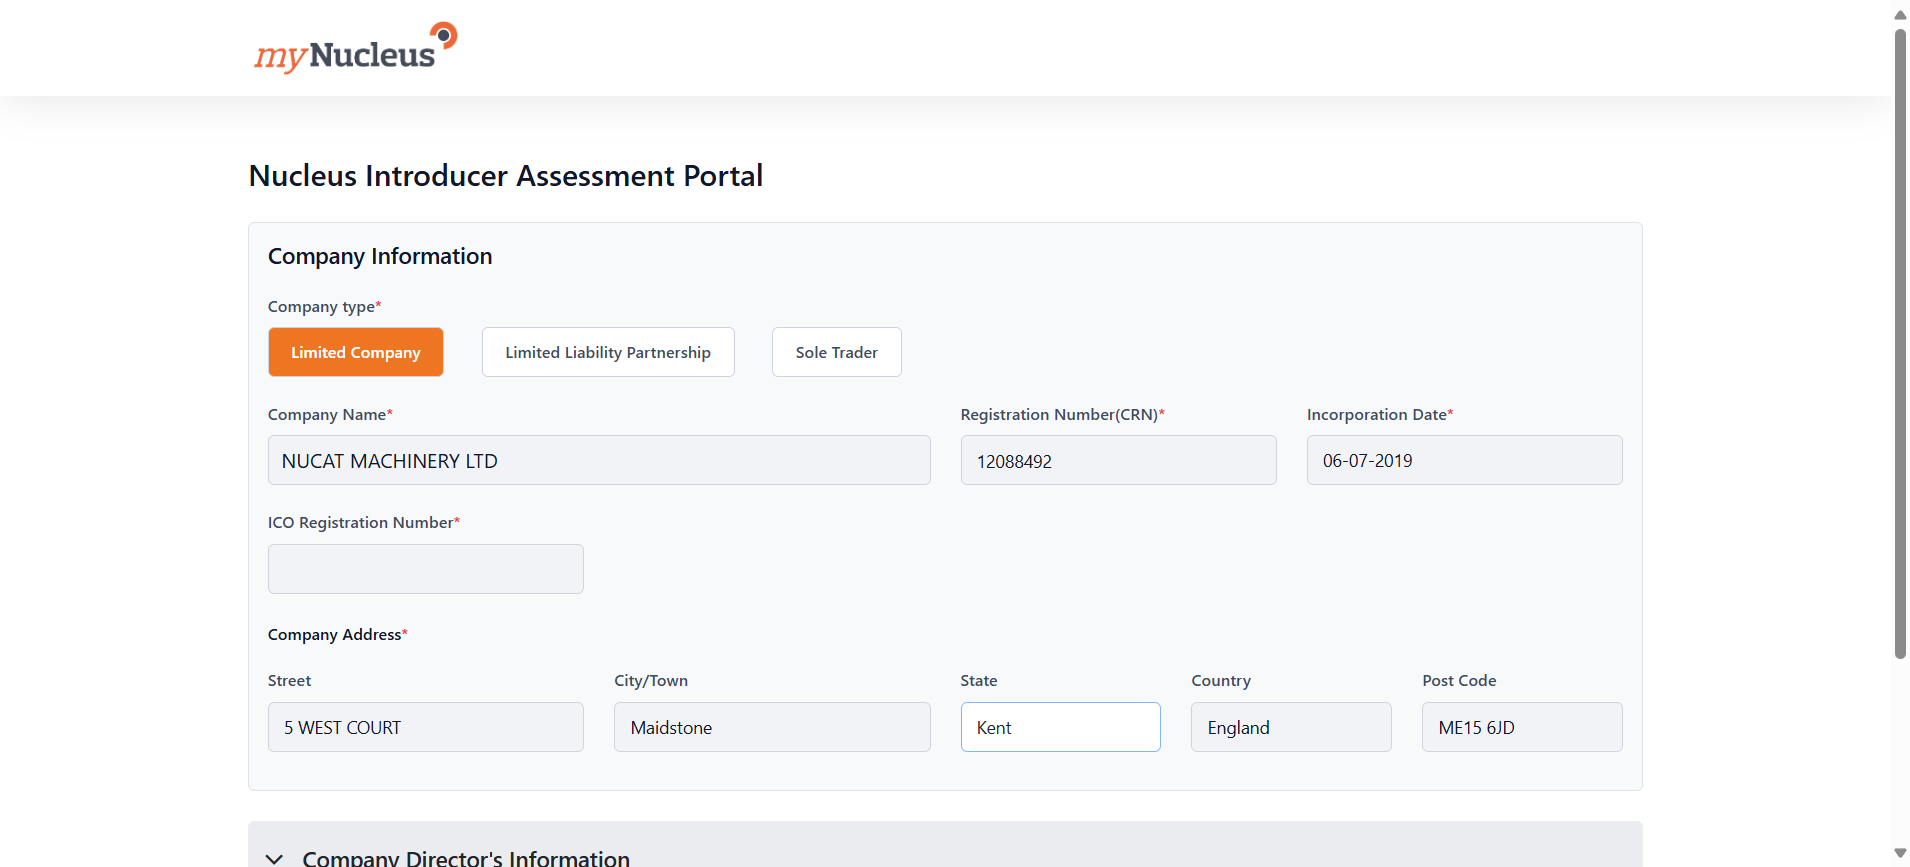 myNucleus
Nucleus Introducer Assessment Portal
Company Information
Company type*
Limited Company
Limited Liability Partnership
Sole Trader
Company Name*
Registration Number(CRN)*
Incorporation Date*
NUCAT MACHINERY LTD
12088492
06-07-2019
ICO Registration Number*
Company Address*
Street
City/Town
State
Country
Post Code
5 WEST COURT
Maidstone
Kent
England
ME15 6JD
Company Director's Information